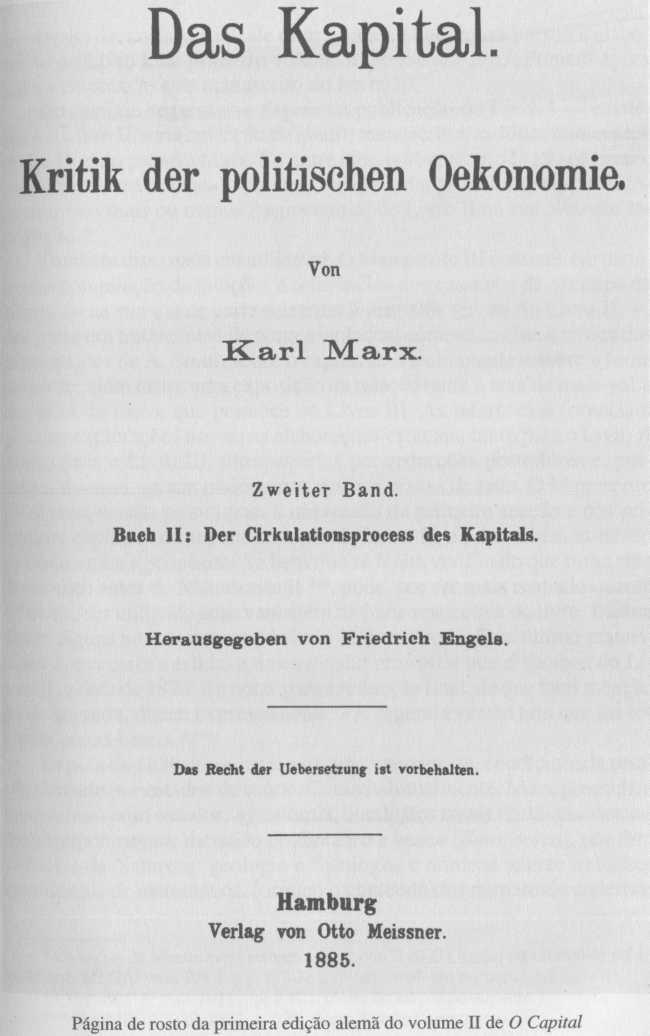 Das Kapital.
Kritik der politischen Oekonomie.
Von
Karl Marx.
Zweiter Band.
Buch II: Der Cirkulationsprocess des Kapitals.
Herausgegeben von Friedrich Engels.
Das Recht der Uebersetzung ist vorbehalten.
Hamburg
Verlag von Otto Meissner.
1885.
Página de rosto da primeira edição alemã do volume II de O Capital